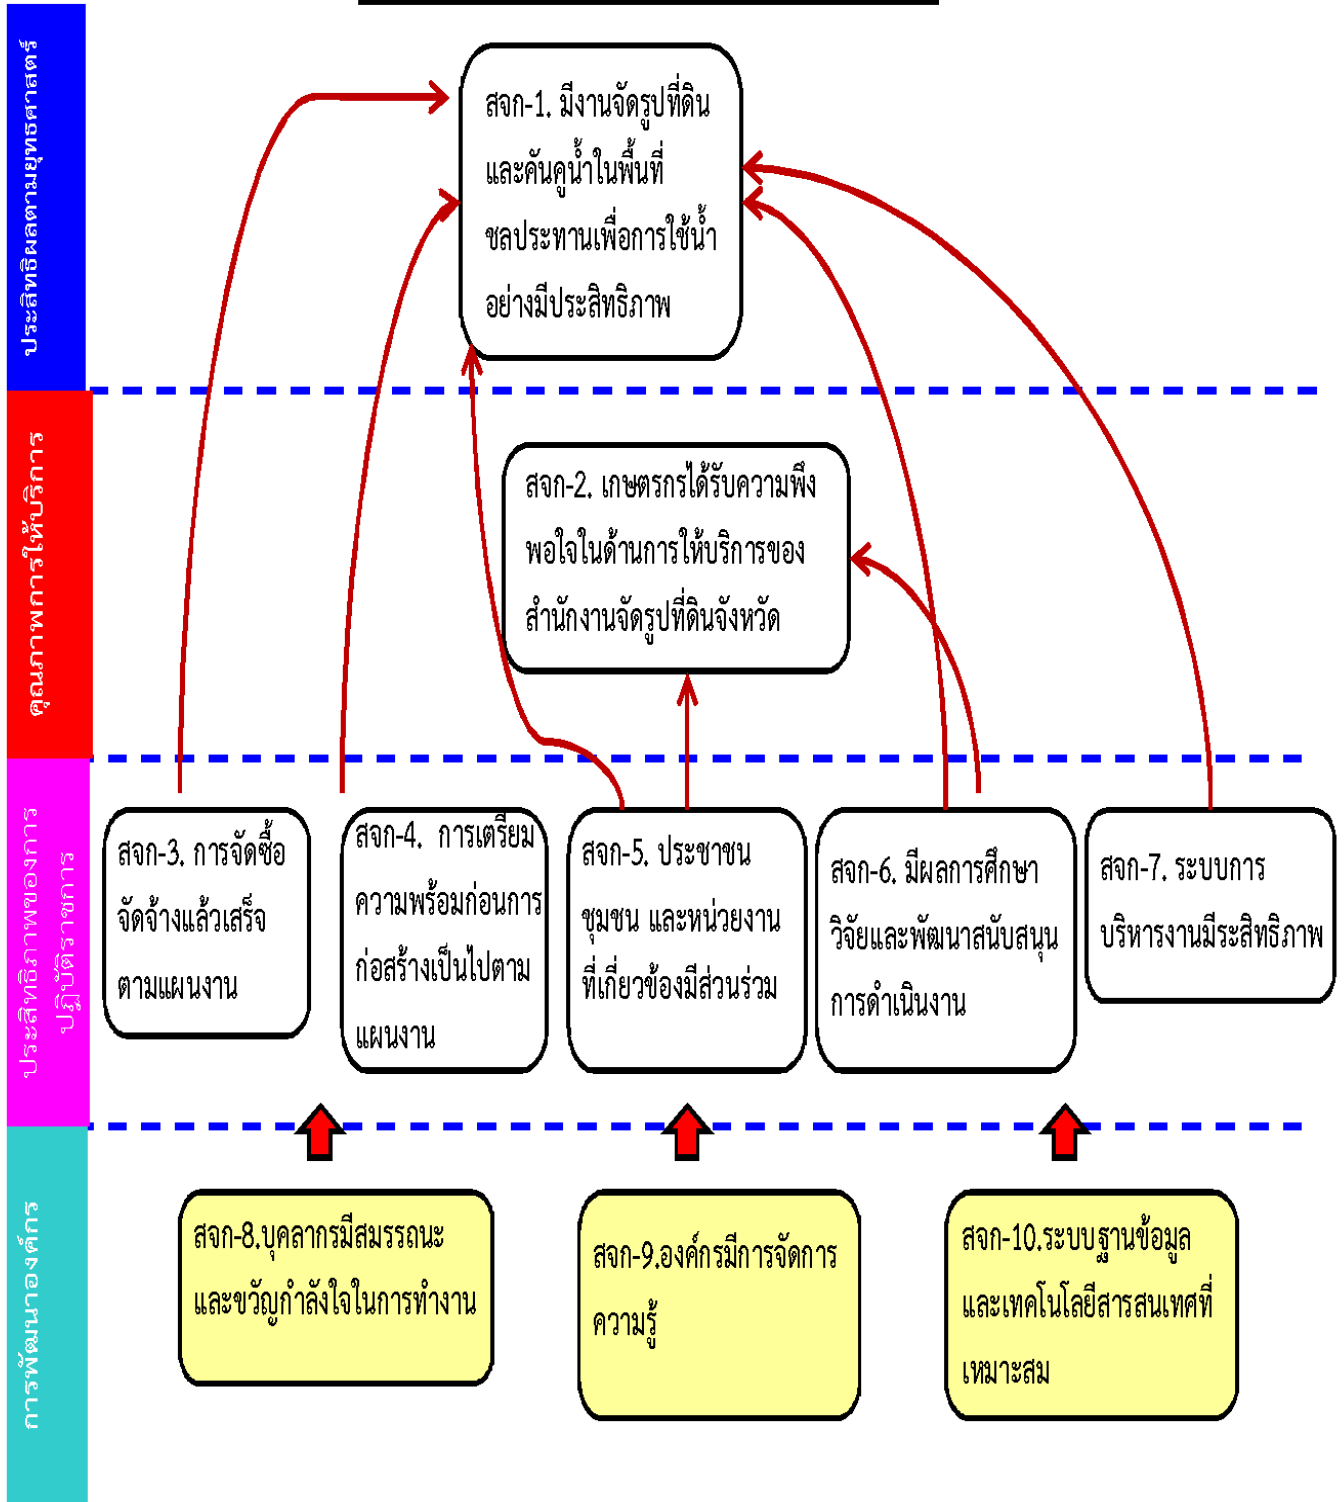 ประสิทธิผลตามยุทธศาสตร์
สจก-1. มีงานจัดรูปที่ดิน
และคันคูน้ำในพื้นที่
ชลประทานเพื่อการใช้น้ำ
อย่างมีประสิทธิภาพ
คุณภาพการให้บริการ
สจก-2. เกษตรกรได้รับความพึง
พอใจในด้านการให้บริการของ
สำนักงานจัดรูปที่ดินจังหวัด
ประสิทธิภาพของการ
ปฏิบัติราชการ
สจก-3. การจัดซื้อ
จัดจ้างแล้วเสร็จ
ตามแผนงาน
สจก-4. การเตรียม
ความพร้อมก่อนการ
ก่อสร้างเป็นไปตาม
แผนงาน
สจก-5. ประชาชน
ชุมชน และหน่วยงาน
ที่เกี่ยวข้องมีส่วนร่วม
สจก-6. มีผลการศึกษา
วิจัยและพัฒนาสนับสนุน
การดำเนินงาน
สจก-7. ระบบการ
บริหารงานมีระสิทธิภาพ
การพัฒนาองค์กร
สจก-8.บุคลากรมีสมรรถนะ
และขวัญกำลังใจในการทำงาน
สจก-9.องค์กรมีการจัดการ
ความรู้
สจก-10.ระบบฐานข้อมูล
และเทคโนโลยีสารสนเทศที่
เหมาะสม